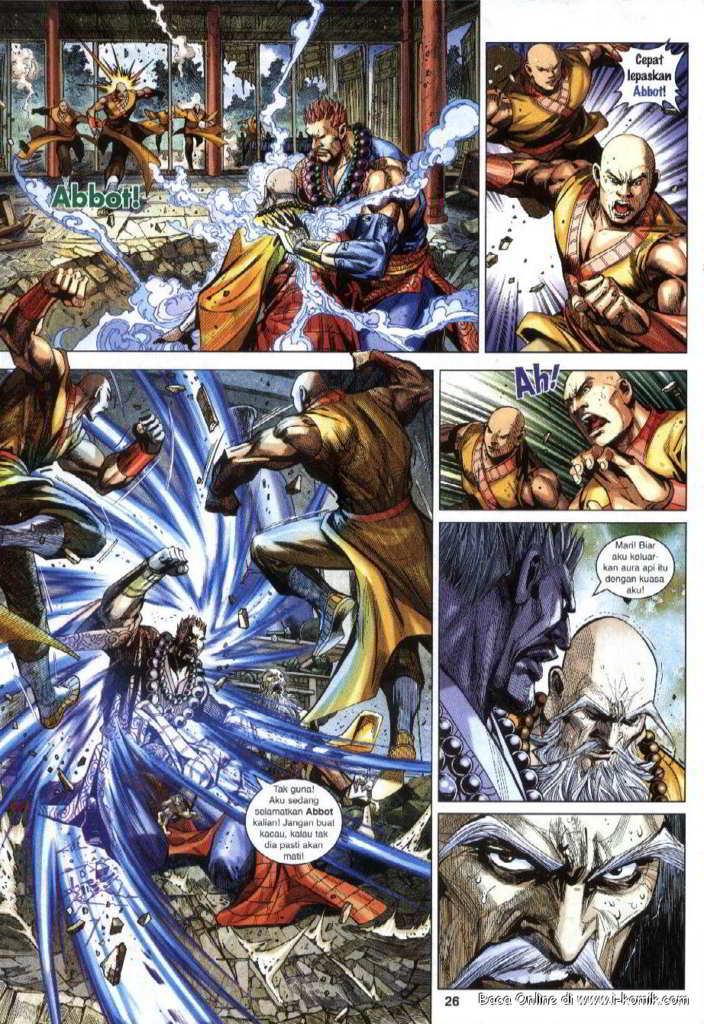 Abbot!
Cepat
lepaskan
Abbot!
Ah!
Tak guna!
Aku sedang
selamatkan Abbot
kalian! Jangan buat
kacau, kalau tak
dia pasti akan
mati!
Mari! Biar
aku keluar-
kan aura api itu
dengan kuasa
aku!
26
Baca Online di www.i-komik.com